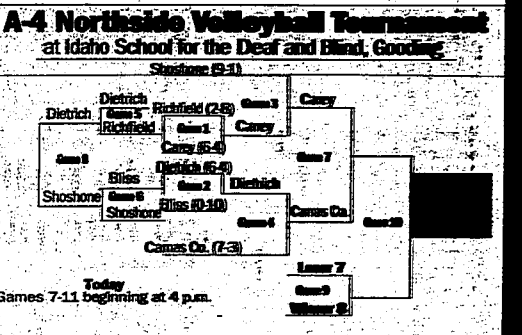 A-4 Northside Volleyball Tournament
at Idaho School for the Deaf and Blind, Gooding
Shoshone (9-1)
Dietrich
Richfield (2-8)
Game 3
Carey
Dietrich
Game 5
Richfield
Game 1
Carey
Carey (6-4)
Game 8
Game 7
Dietrich (6-4)
Bliss
Game 2
Dietrich
Shoshone
Game 6
Bliss (0-10)
Shoshone
Game 4
Camas Co.
Game 10
Camas Co. (7-3)
Loser 7
Today
Game 9
Games 7-11 beginning at 4 p.m.
Winner 8